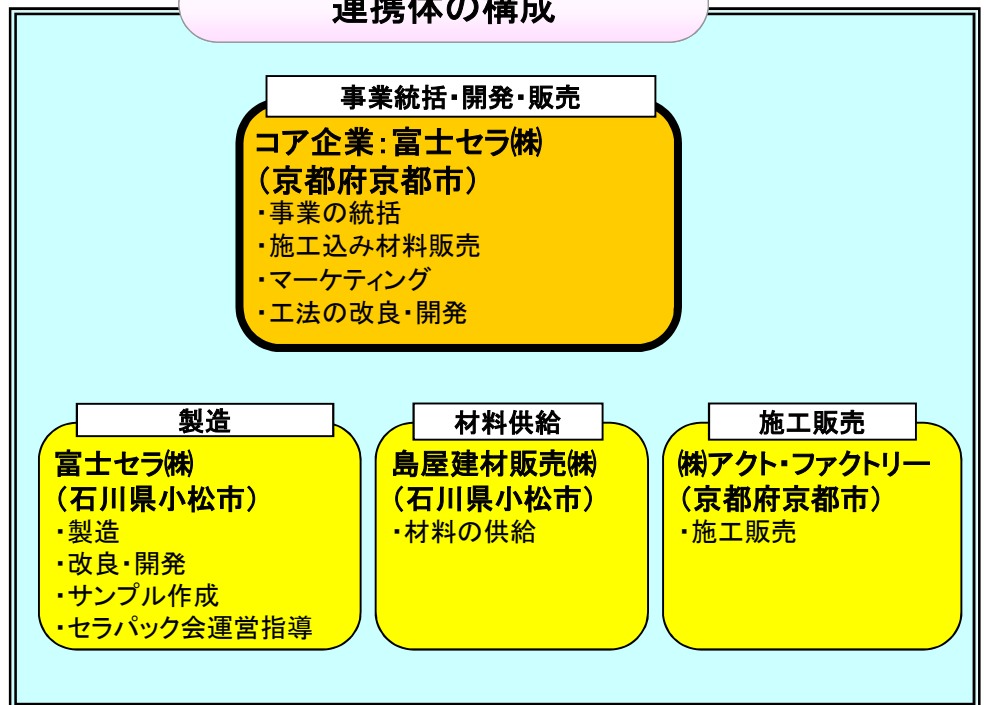 連携体の構成
事業統括・開発・販売
コア企業：富士セラ㈱
（京都府京都市）
・事業の統括
・施工込み材料販売
・マーケティング
・工法の改良・開発
製造
富士セラ㈱
（石川県小松市）
・製造
・改良・開発
・サンプル作成
・セラパック会運営指導
材料供給
島屋建材販売㈱
（石川県小松市）
・材料の供給
施工販売
㈱アクト・ファクトリー
（京都府京都市）
・施工販売